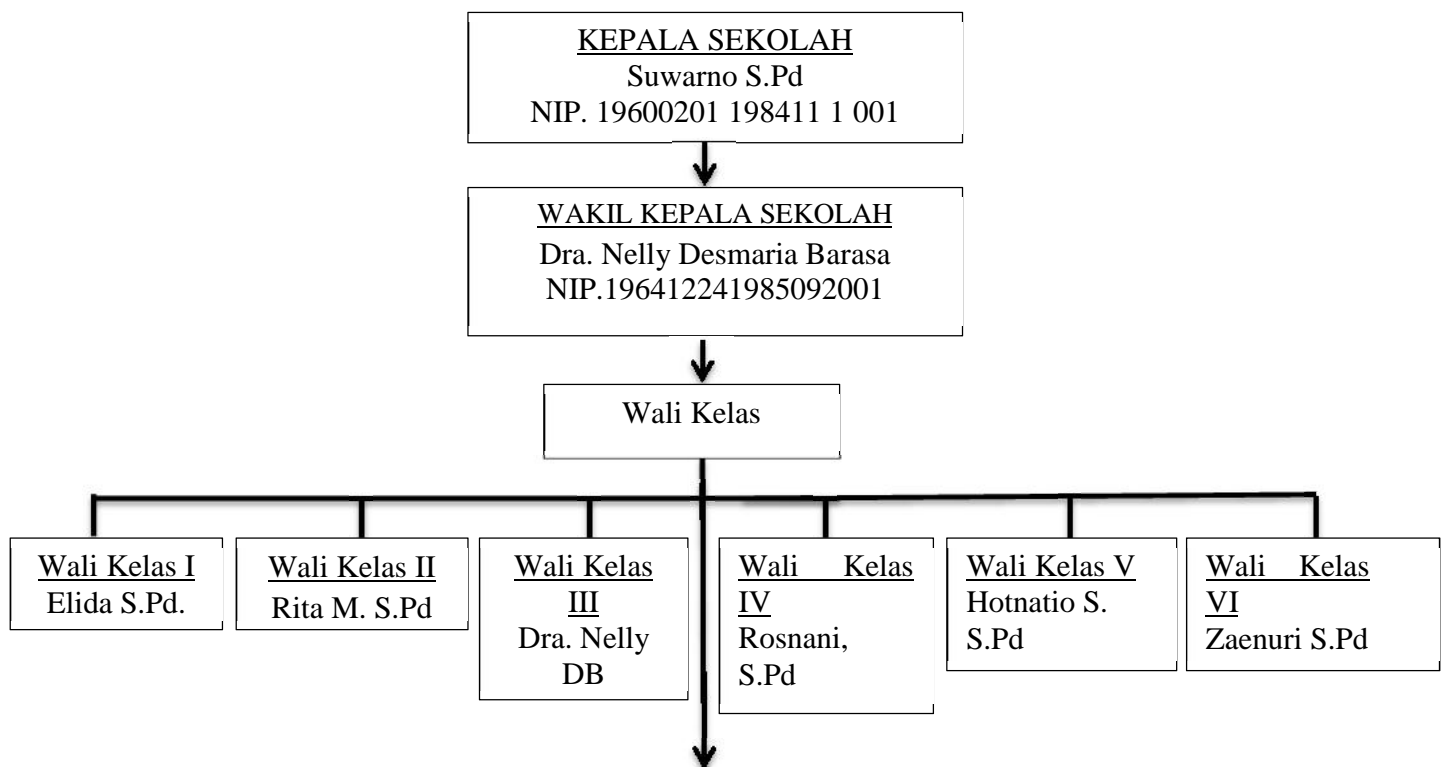 KEPALA SEKOLAH
Suwarno S.Pd
NIP. 19600201 198411 1 001
WAKIL KEPALA SEKOLAH
Dra. Nelly Desmaria Barasa
NIP.196412241985092001
Wali Kelas
Wali Kelas I
Elida S.Pd.
Wali Kelas II
Rita M. S.Pd
Wali Kelas
III
Dra. Nelly
DB
Wali Kelas
IV
Rosnani,
S.Pd
Wali Kelas V
Hotnatio S.
S.Pd
Wali Kelas
VI
Zaenuri S.Pd